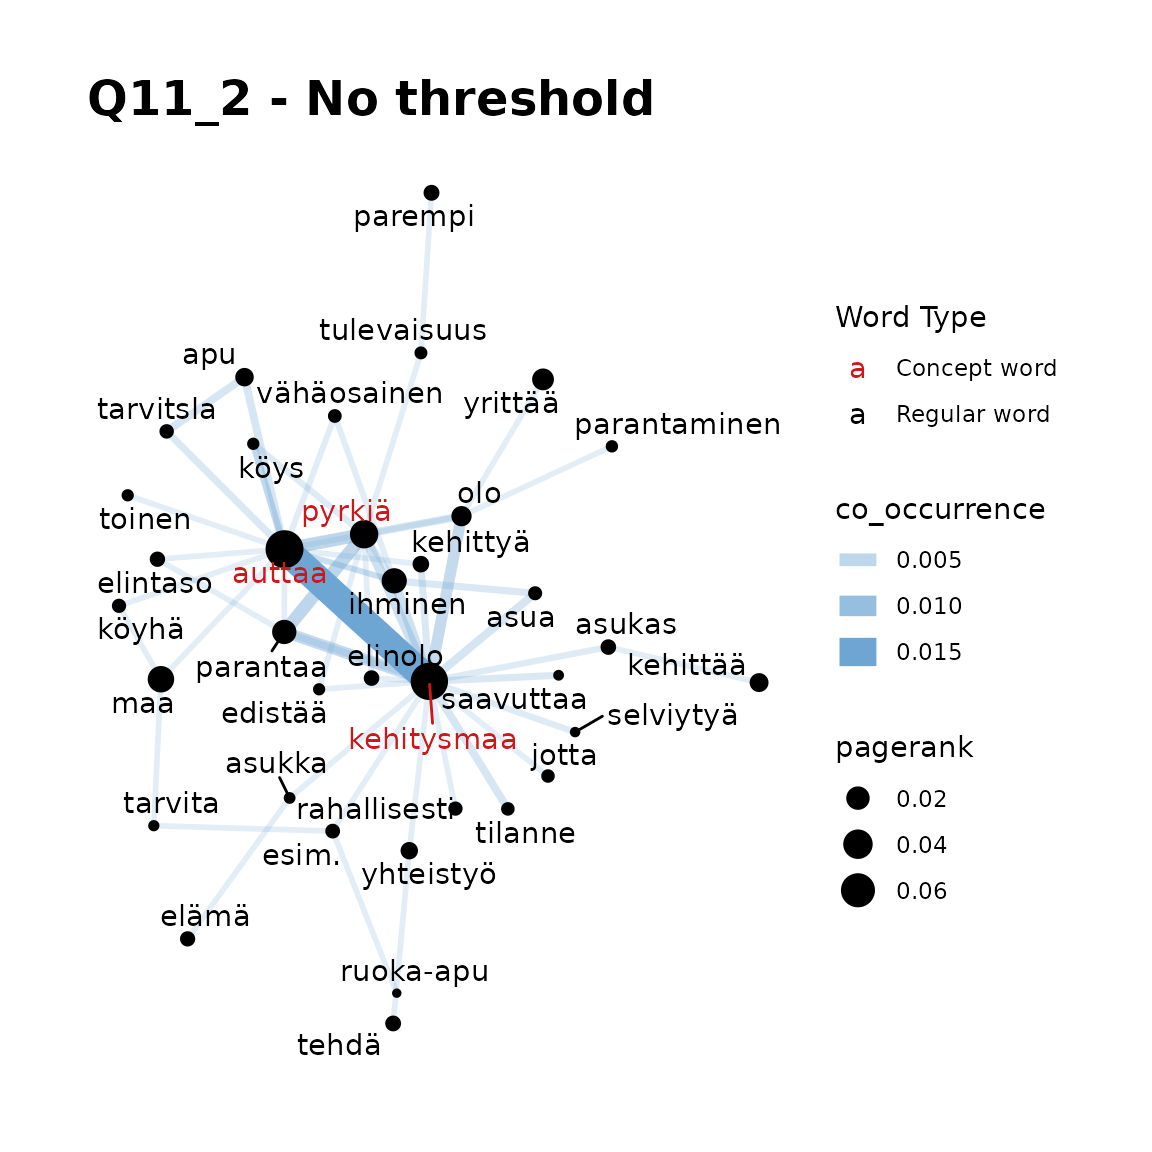 Q11_2 - No threshold
parempi
tulevaisuus
apu
vähäosainen
yrittää
tarvitsla
parantaminen
köys
olo
pyrkiä
toinen
kehittyä
auttaa
elintaso
ihminen
asua
köyhä
asukas
elinolo
parantaa
kehittää
saavuttaa
maa
edistää
selviytyä
kehitysmaa
jotta
asukka
tarvita
rahallisesti
tilanne
esim.
yhteistyö
elämä
ruoka-apu
tehdä
Word Type
a Concept word
a Regular word
co_occurrence
0.005
0.010
0.015
pagerank
0.02
0.04
0.06